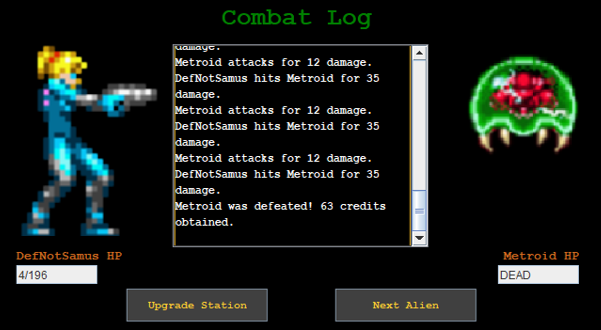 Combat Log
damage.
Metroid attacks for 12 damage.
DefNotSamus hits Metroid for 35
damage.
Metroid attacks for 12 damage.
DefNotSamus hits Metroid for 35
damage.
Metroid attacks for 12 damage.
DefNotSamus hits Metroid for 35
damage.
Metroid was defeated! 63 credits
obtained.
DefNotSamus HP
4/196
Metroid HP
DEAD
Upgrade Station
Next Alien